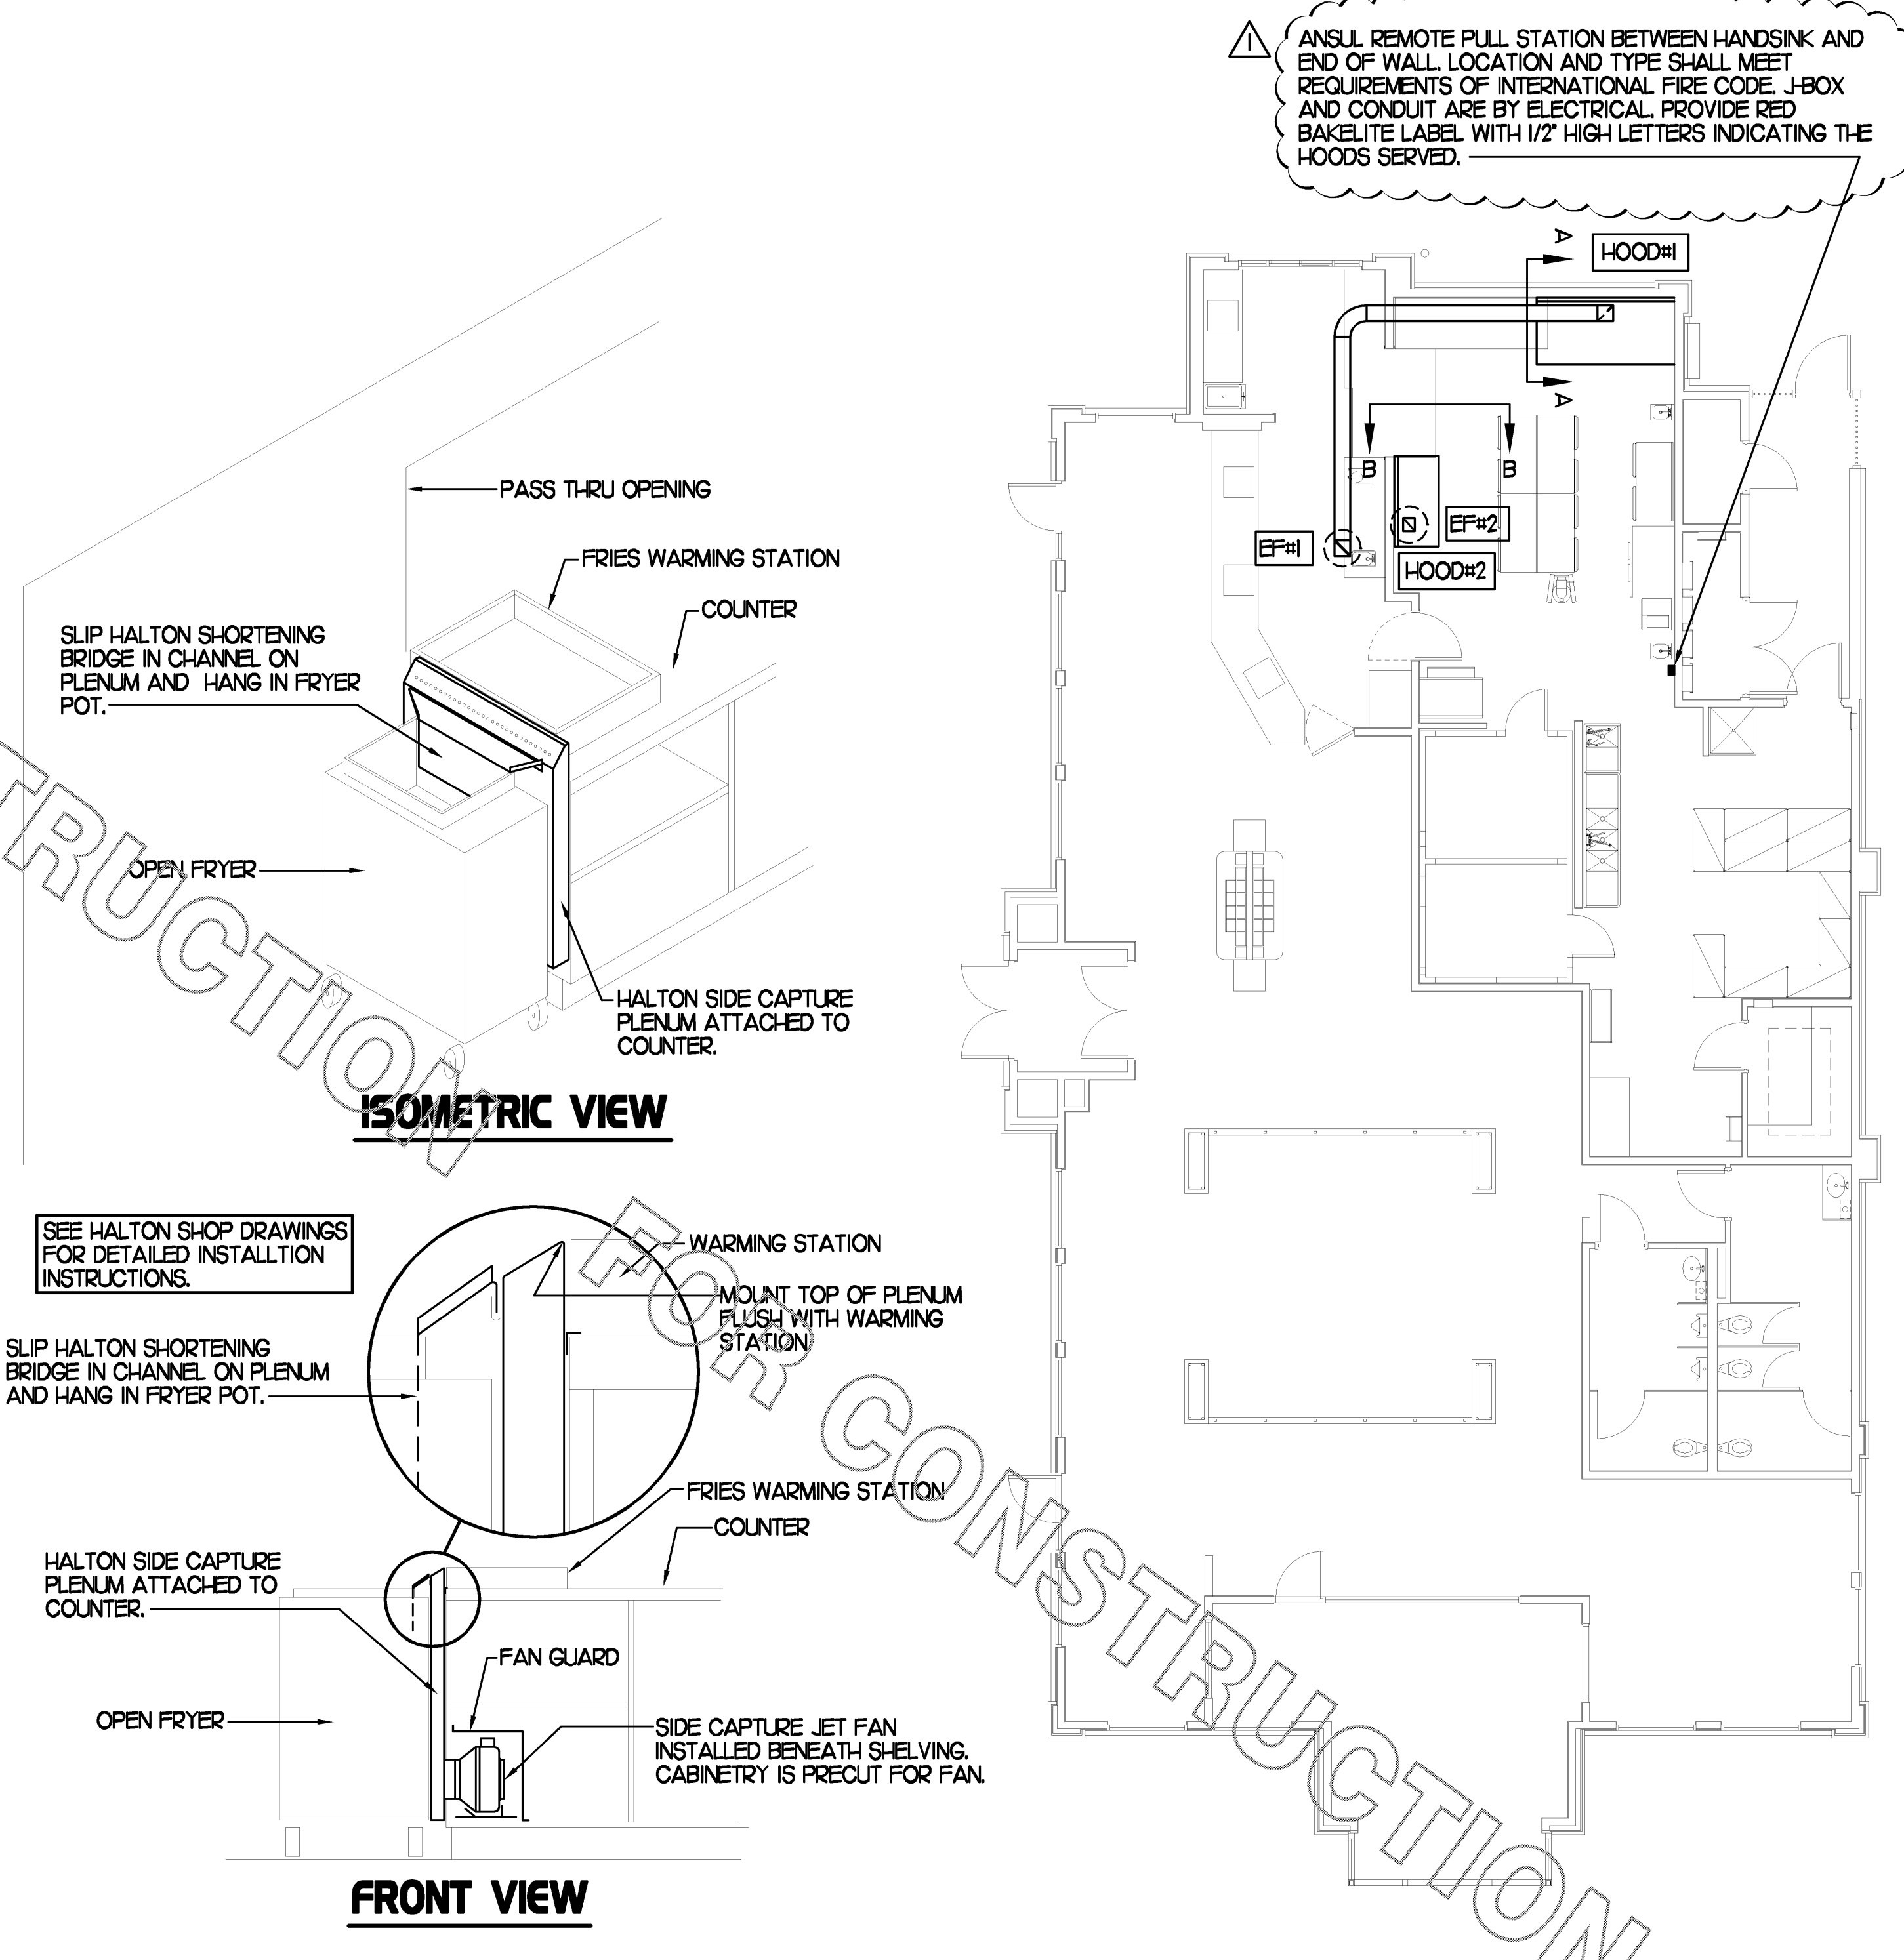 1
ANSUL REMOTE PULL STATION BETWEEN HANDSINK AND
END OF WALL. LOCATION AND TYPE SHALL MEET
REQUIREMENTS OF INTERNATIONAL FIRE CODE. J-BOX
AND CONDUIT ARE BY ELECTRICAL. PROVIDE RED
BAKELITE LABEL WITH 1/2" HIGH LETTERS INDICATING THE
HOODS SERVED.
A
HOOD#1
A
B
B
EF#2
EF#1
HOOD#2
PASS THRU OPENING
FRIES WARMING STATION
COUNTER
SLIP HALTON SHORTENING
BRIDGE IN CHANNEL ON
PLENUM AND HANG IN FRYER
POT.
OPEN FRYER
HALTON SIDE CAPTURE
PLENUM ATTACHED TO
COUNTER.
ISOMETRIC VIEW
SEE HALTON SHOP DRAWINGS
FOR DETAILED INSTALLTION
INSTRUCTIONS.
WARMING STATION
MOUNT TOP OF PLENUM
FLUSH WITH WARMING
STATION
SLIP HALTON SHORTENING
BRIDGE IN CHANNEL ON PLENUM
AND HANG IN FRYER POT.
FRIES WARMING STATION
COUNTER
HALTON SIDE CAPTURE
PLENUM ATTACHED TO
COUNTER.
FAN GUARD
OPEN FRYER
SIDE CAPTURE JET FAN
INSTALLED BENEATH SHELVING.
CABINETRY IS PRECUT FOR FAN.
FRONT VIEW
TRUCTION
FOR CONSTRUCTION